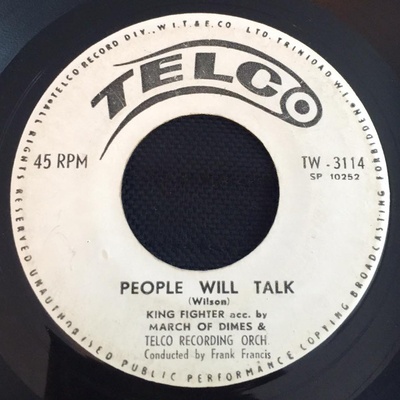 TELCO RECORD DIV., W.I.T. & E. CO LTD. TRINIDAD W.I.
TELCO
45 RPM
TW - 3114
SP 10252
PEOPLE WILL TALK
(Wilson)
KING FIGHTER acc. by
MARCH OF DIMES &
TELCO RECORDING ORCH
Conducted by Frank Francis
ALL RIGHTS RESERVED UNAUTHORISED PUBLIC PERFORMANCE COPYING BROADCASTING FORBIDDEN